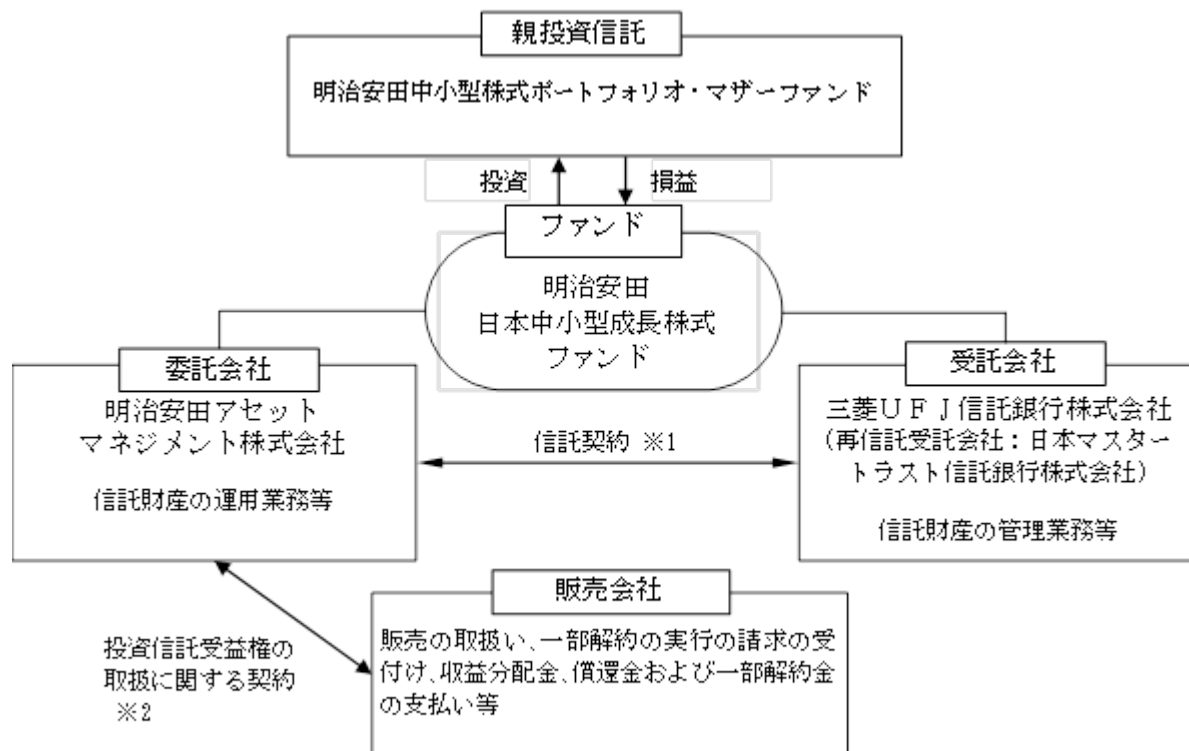 親投資信託
明治安田中小型株式ポートフォリオ・マザーファンド
投資
損益
ファンド
明治安田
日本中小型成長株式
ファンド
委託会社
明治安田アセット
マネジメント株式会社
信託財産の運用業務等
信託契約 ※1
受託会社
三菱UFJ信託銀行株式会社
(再信託受託会社：日本マスター
トラスト信託銀行株式会社)
信託財産の管理業務等
投資信託受益権の
取扱に関する契約
※2
販売会社
販売の取扱い、一部解約の実行の請求の受
付け、収益分配金、償還金および一部解約金
の支払い等